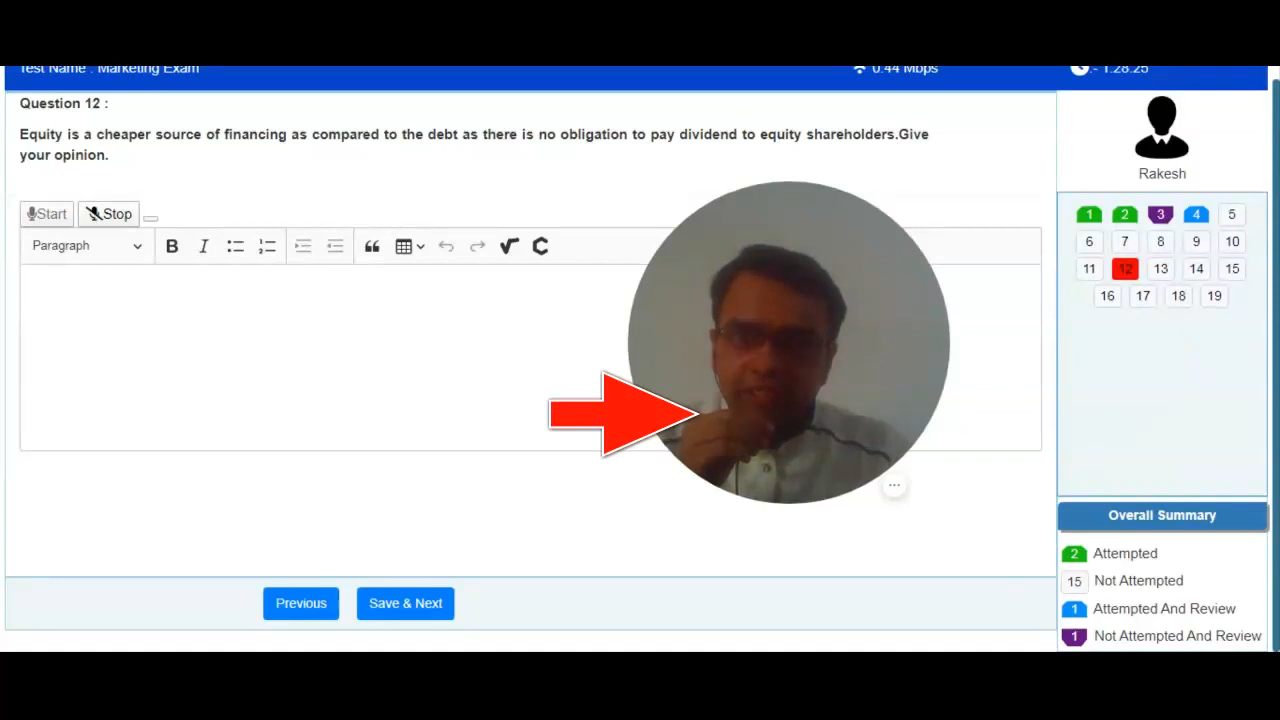 Test Name : Marketing Exam
0.44 Mbps
:- 1:28:25
Question 12 :
Equity is a cheaper source of financing as compared to the debt as there is no obligation to pay dividend to equity shareholders.Give
your opinion.
Rakesh
Start Stop
Paragraph B I
1 2 3 4 5
6 7 8 9 10
11 12 13 14 15
16 17 18 19
Overall Summary
2 Attempted
15 Not Attempted
1 Attempted And Review
1 Not Attempted And Review
Previous Save & Next